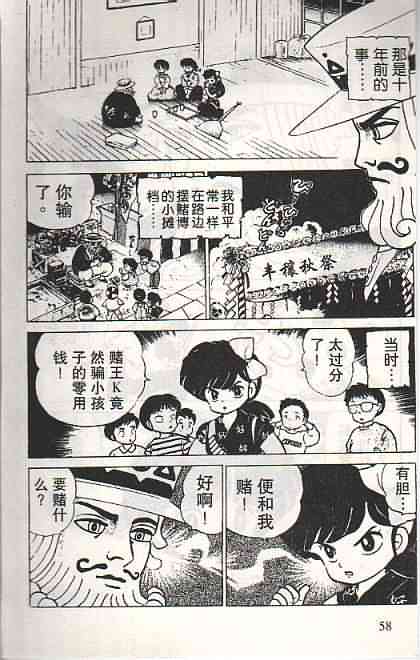 那是十
年前的
事……
我和平
常一样
在路边
摆赌博
的小摊
档……
你输
了。
丰穰秋祭
当时…
太过分
了！
赌王K竟
然骗小孩
子的零用
钱！
有胆…
便和我
赌！
好啊！
要赌什
么？
58